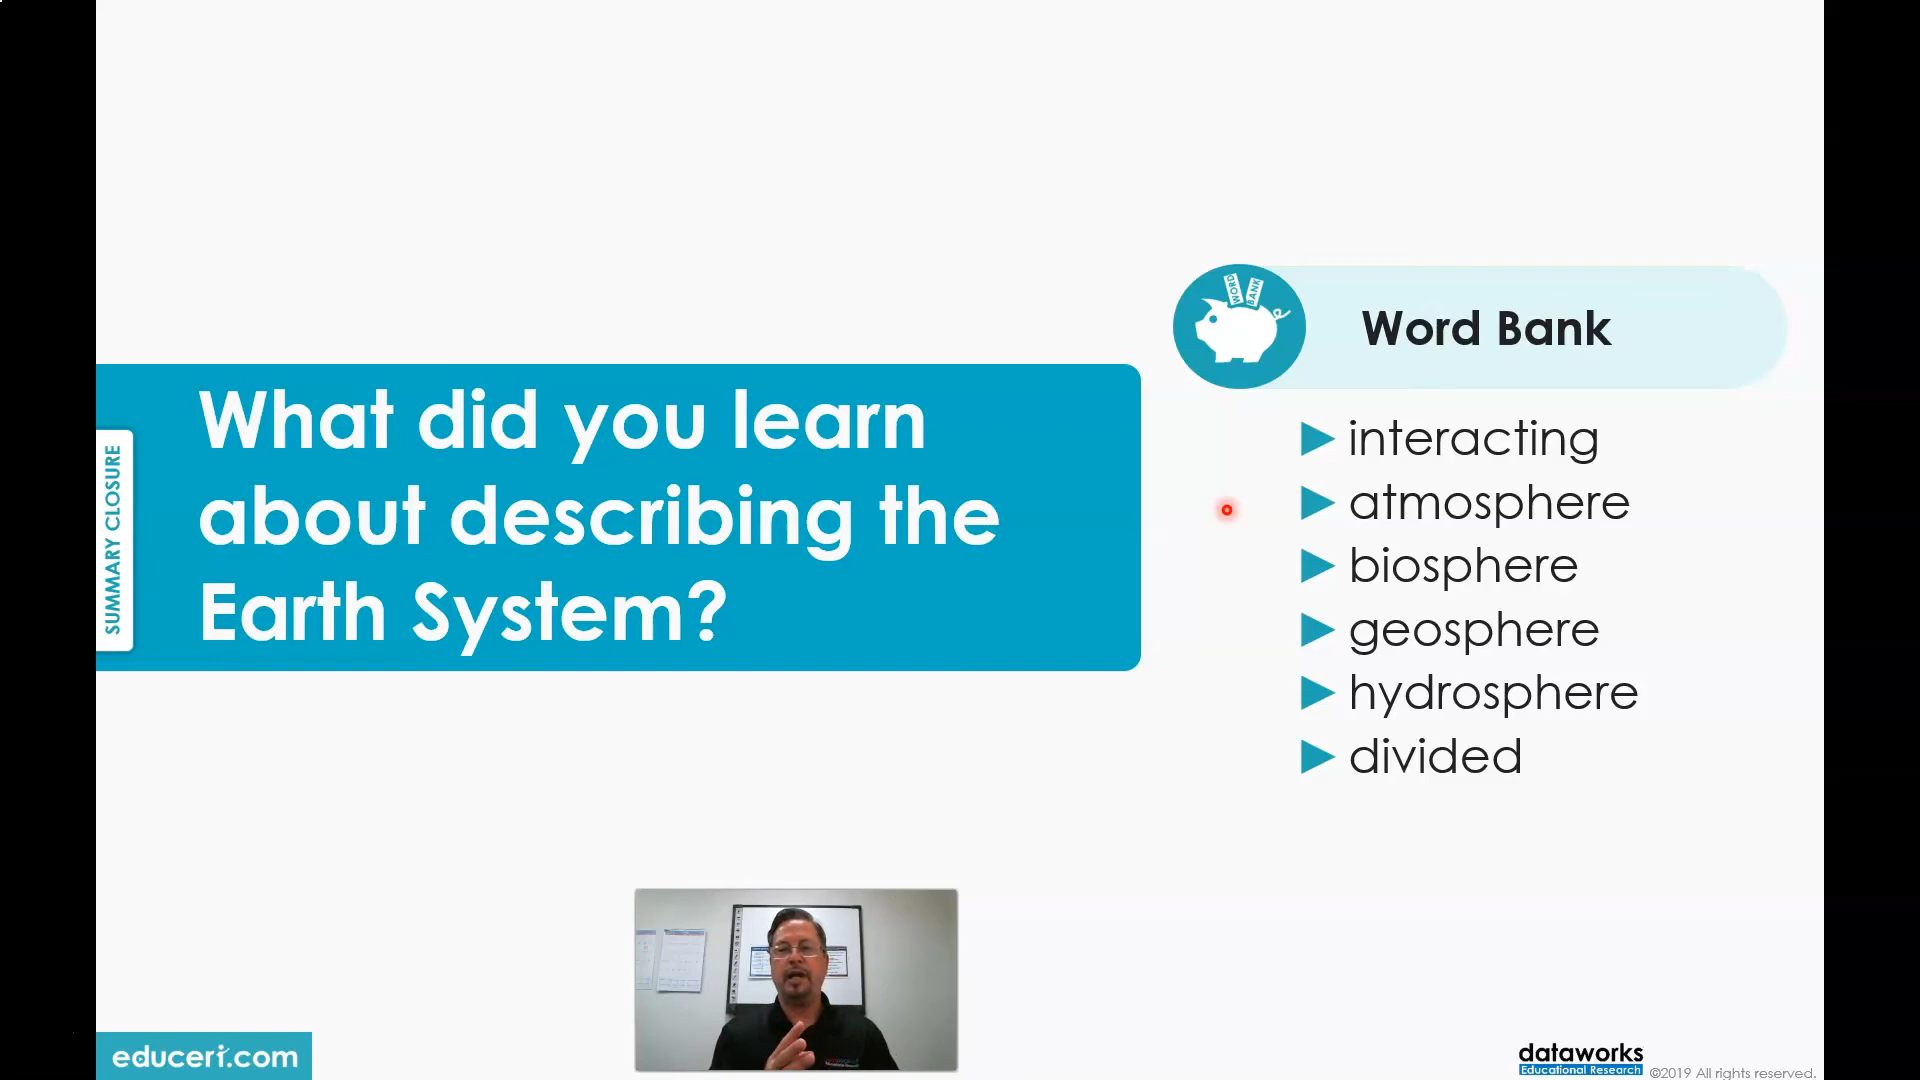 WORD
BANK
Word Bank
What did you learn
about describing the
Earth System?
SUMMARY CLOSURE
interacting
atmosphere
biosphere
geosphere
hydrosphere
divided
educeri.com
dataworks
Educational Research
©2019 All rights reserved.